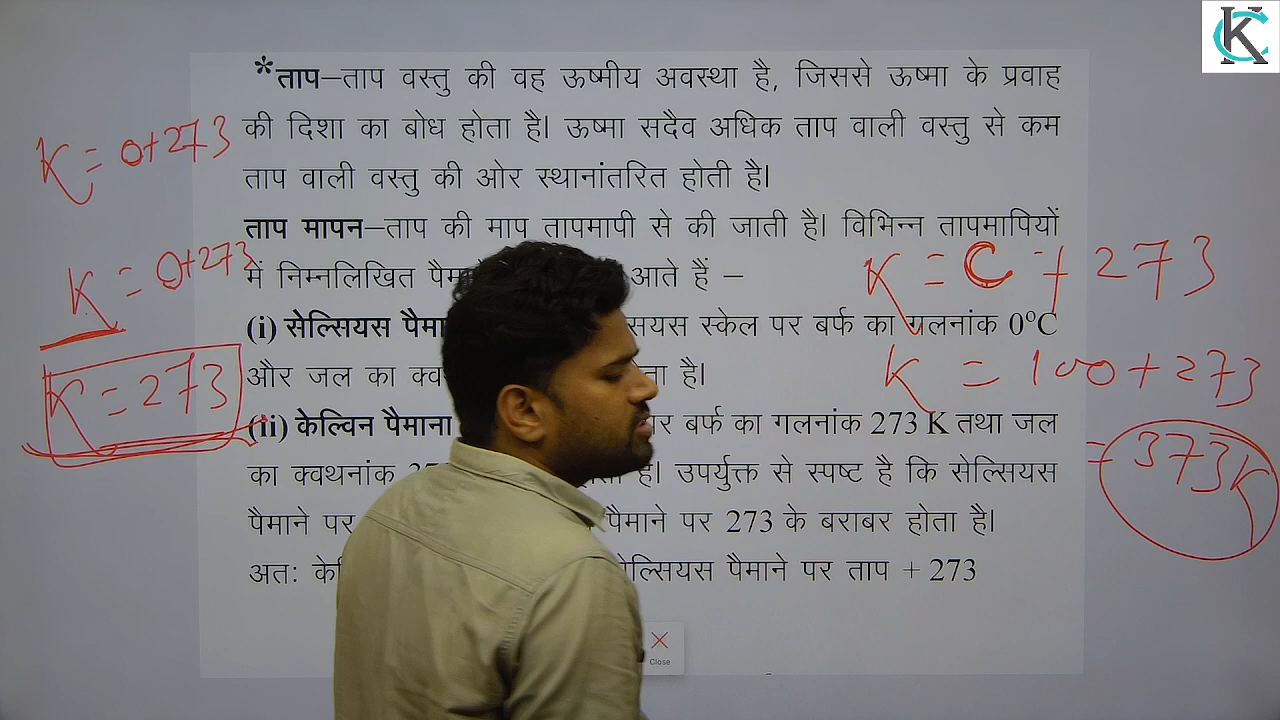 *ताप–ताप वस्तु की वह ऊष्मीय अवस्था है, जिससे ऊष्मा के प्रवाह
की दिशा का बोध होता है। ऊष्मा सदैव अधिक ताप वाली वस्तु से कम
ताप वाली वस्तु की ओर स्थानांतरित होती है।
ताप मापन–ताप की माप तापमापी से की जाती है। विभिन्न तापमापियों
में निम्नलिखित आते हैं –
(i) सेल्सियस स्केल पर बर्फ का गलनांक 0°C
और जल का है।
(ii) केल्विन पैमाना बर्फ का गलनांक 273 K तथा जल
का क्वथनांक है। उपर्युक्त से स्पष्ट है कि सेल्सियस
पैमाने पर पैमाने पर 273 के बराबर होता है।
अतः पैमाने पर ताप + 273
K = 0+273
K = 0+273
K = 273
K = C + 273
K = 100 + 273
= 373K
Close
KC